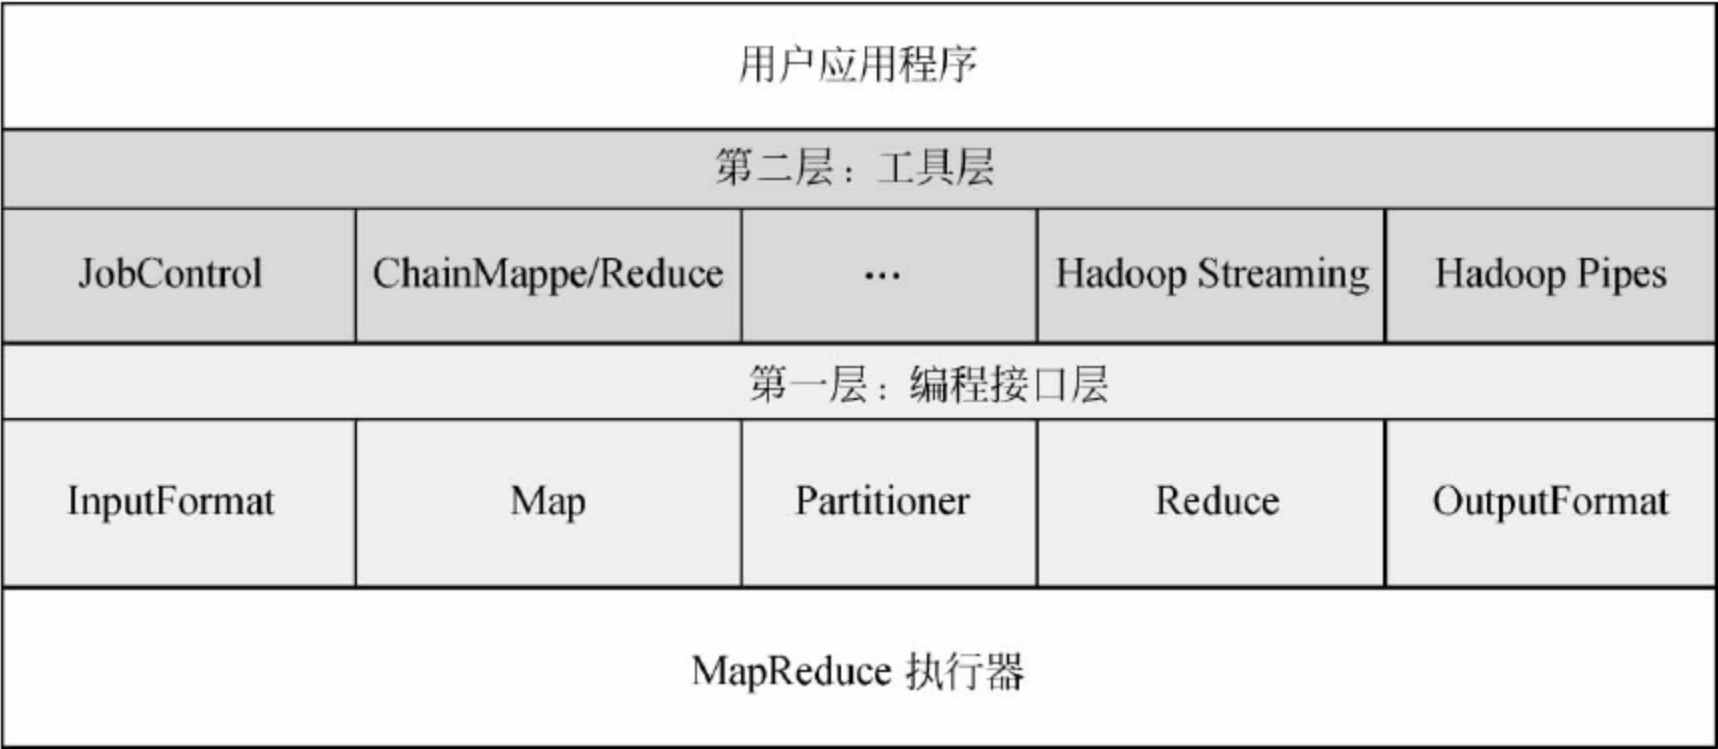 用户应用程序
第二层：工具层
JobControl
ChainMappe/Reduce
...
Hadoop Streaming
Hadoop Pipes
第一层：编程接口层
InputFormat
Map
Partitioner
Reduce
OutputFormat
MapReduce 执行器